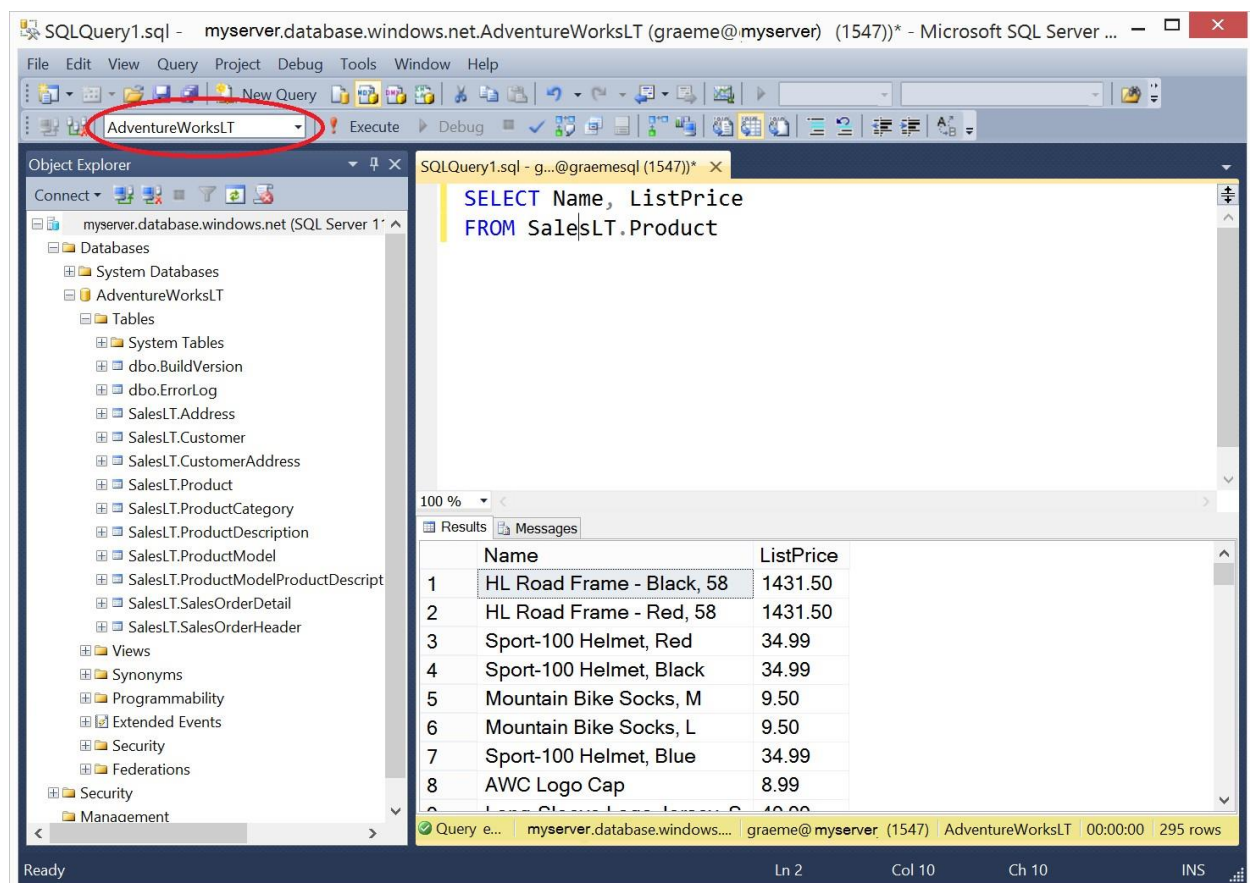 SQLQuery1.sql - myserver.database.windows.net.AdventureWorksLT (graeme@myserver) (1547))* - Microsoft SQL Server ...
File Edit View Query Project Debug Tools Window Help
New Query
AdventureWorksLT Execute Debug
Object Explorer
Connect
myserver.database.windows.net (SQL Server 1
Databases
System Databases
AdventureWorksLT
Tables
System Tables
dbo.BuildVersion
dbo.ErrorLog
SalesLT.Address
SalesLT.Customer
SalesLT.CustomerAddress
SalesLT.Product
SalesLT.ProductCategory
SalesLT.ProductDescription
SalesLT.ProductModel
SalesLT.ProductModelProductDescript
SalesLT.SalesOrderDetail
SalesLT.SalesOrderHeader
Views
Synonyms
Programmability
Extended Events
Security
Federations
Security
Management
SQLQuery1.sql - g...@graemesql (1547))*
SELECT Name, ListPrice
FROM SalesLT.Product
100 %
Results Messages
Name ListPrice
1 HL Road Frame - Black, 58 1431.50
2 HL Road Frame - Red, 58 1431.50
3 Sport-100 Helmet, Red 34.99
4 Sport-100 Helmet, Black 34.99
5 Mountain Bike Socks, M 9.50
6 Mountain Bike Socks, L 9.50
7 Sport-100 Helmet, Blue 34.99
8 AWC Logo Cap 8.99
Query e... myserver.database.windows.... graeme@myserver (1547) AdventureWorksLT 00:00:00 295 rows
Ready Ln 2 Col 10 Ch 10 INS